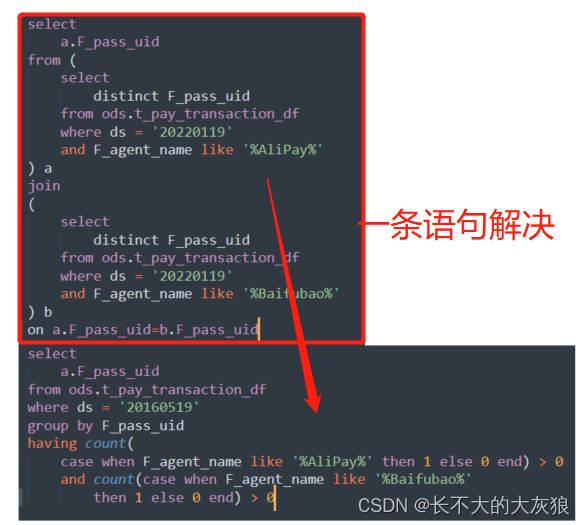 select
    a.F_pass_uid
from (
    select
        distinct F_pass_uid
    from ods.t_pay_transaction_df
    where ds = '20220119'
    and F_agent_name like '%AliPay%'
) a
join
(
    select
        distinct F_pass_uid
    from ods.t_pay_transaction_df
    where ds = '20220119'
    and F_agent_name like '%Baifubao%'
) b
on a.F_pass_uid=b.F_pass_uid
一条语句解决
select
    a.F_pass_uid
from ods.t_pay_transaction_df
where ds = '20160519'
group by F_pass_uid
having count(
    case when F_agent_name like '%AliPay%' then 1 else 0 end) > 0
    and count(case when F_agent_name like '%Baifubao%'
        then 1 else 0 end) > 0
CSDN @长不大的大灰狼